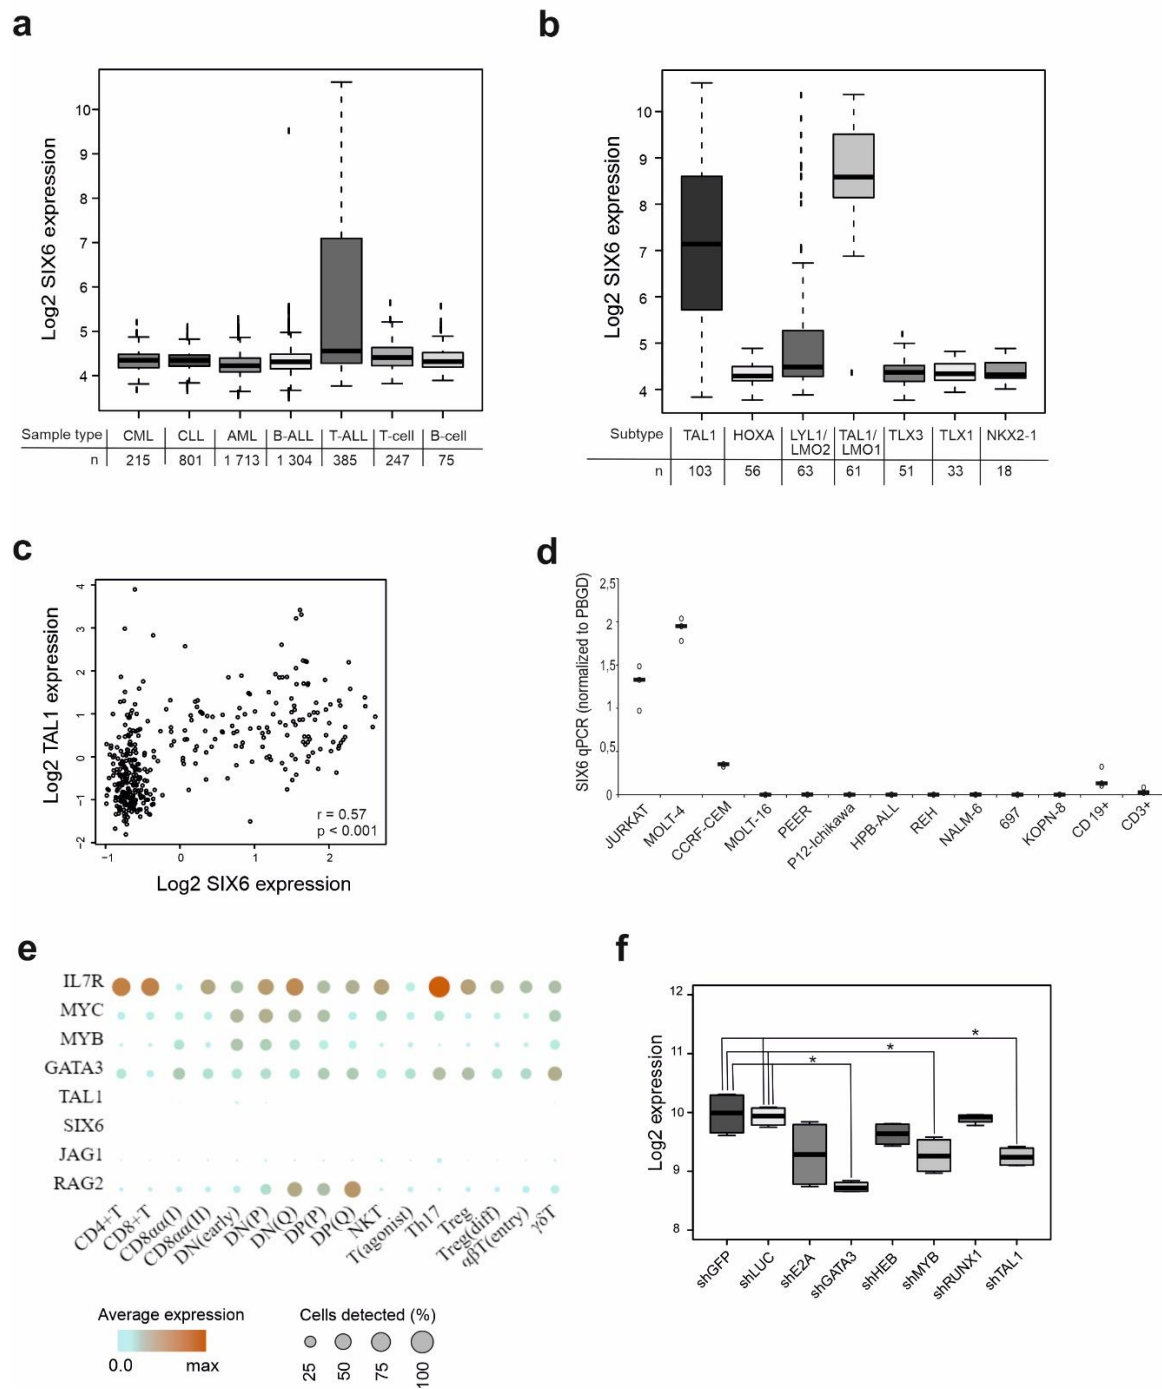 a
Log2 SIX6 expression
10
9
8
7
6
5
4
Sample type CML CLL AML B-ALL T-ALL T-cell B-cell
n 215 801 1 713 1 304 385 247 75
b
Log2 SIX6 expression
10
9
8
7
6
5
4
Subtype TAL1 HOXA LYL1/ TAL1/ TLX3 TLX1 NKX2-1
LMO2 LMO1
n 103 56 63 61 51 33 18
c
Log2 TAL1 expression
4
3
2
1
0
−1
−2
r = 0.57
p < 0.001
−1 0 1 2
Log2 SIX6 expression
d
SIX6 qPCR (normalized to PBGD)
2,5
2
1,5
1
0,5
0
JURKAT
MOLT-4
CCRF-CEM
MOLT-16
PEER
P12-Ichikawa
HPB-ALL
REH
NALM-6
697
KOPN-8
CD19+
CD3+
e
IL7R
MYC
MYB
GATA3
TAL1
SIX6
JAG1
RAG2
CD4+T
CD8+T
CD8αα(I)
CD8αα(II)
DN(early)
DN(P)
DN(Q)
DP(P)
DP(Q)
NKT
T(agonist)
Th17
Treg
Treg(diff)
αβT(entry)
γδT
Average expression
0.0 max
Cells detected (%)
25 50 75 100
f
Log2 expression
12
11
10
9
8
*
*
*
shGFP
shLUC
shE2A
shGATA3
shHEB
shMYB
shRUNX1
shTAL1